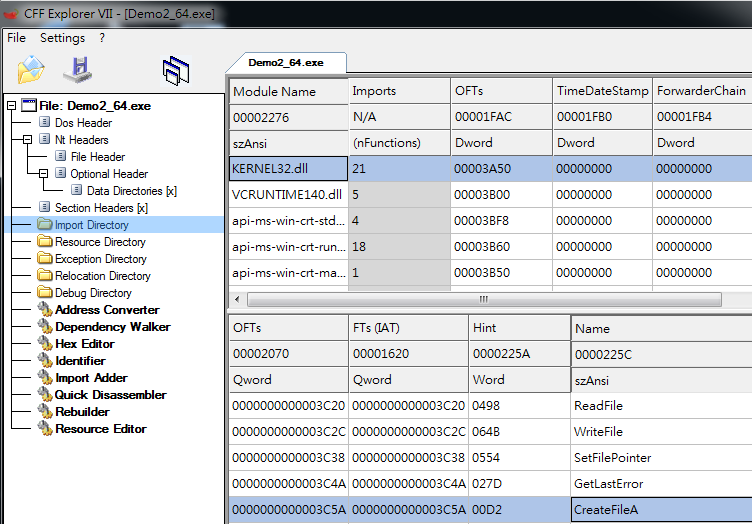 CFF Explorer VII - [Demo2_64.exe]
File Settings ?
Demo2_64.exe
File: Demo2_64.exe
Dos Header
Nt Headers
File Header
Optional Header
Data Directories [x]
Section Headers [x]
Import Directory
Resource Directory
Exception Directory
Relocation Directory
Debug Directory
Address Converter
Dependency Walker
Hex Editor
Identifier
Import Adder
Quick Disassembler
Rebuilder
Resource Editor
Module Name Imports OFTs TimeDateStamp ForwarderChain
00002276 N/A 00001FAC 00001FB0 00001FB4
szAnsi (nFunctions) Dword Dword Dword
KERNEL32.dll 21 00003A50 00000000 00000000
VCRUNTIME140.dll 5 00003B00 00000000 00000000
api-ms-win-crt-std... 4 00003BF8 00000000 00000000
api-ms-win-crt-run... 18 00003B60 00000000 00000000
api-ms-win-crt-ma... 1 00003B50 00000000 00000000
OFTs FTs (IAT) Hint Name
00002070 00001620 0000225A 0000225C
Qword Qword Word szAnsi
0000000000003C20 0000000000003C20 0498 ReadFile
0000000000003C2C 0000000000003C2C 064B WriteFile
0000000000003C38 0000000000003C38 0554 SetFilePointer
0000000000003C4A 0000000000003C4A 027D GetLastError
0000000000003C5A 0000000000003C5A 00D2 CreateFileA